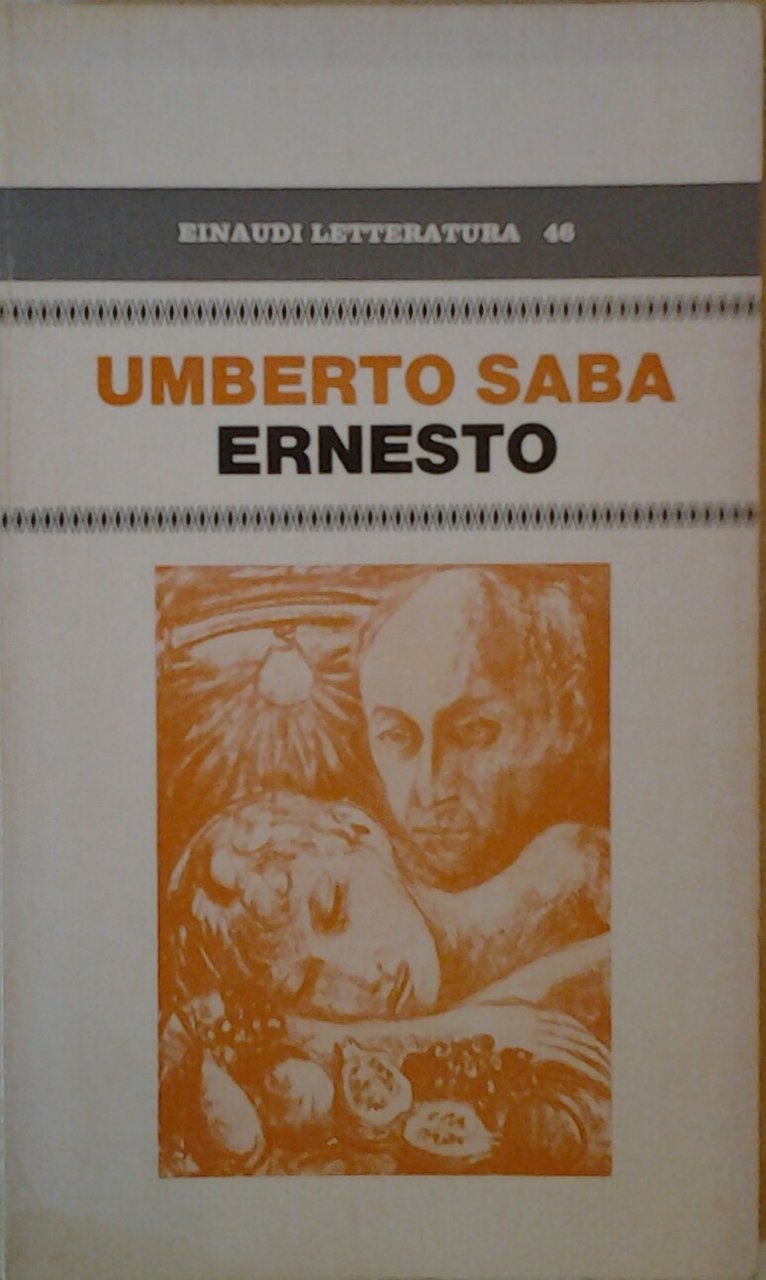 EINAUDI LETTERATURA 46
UMBERTO SABA
ERNESTO